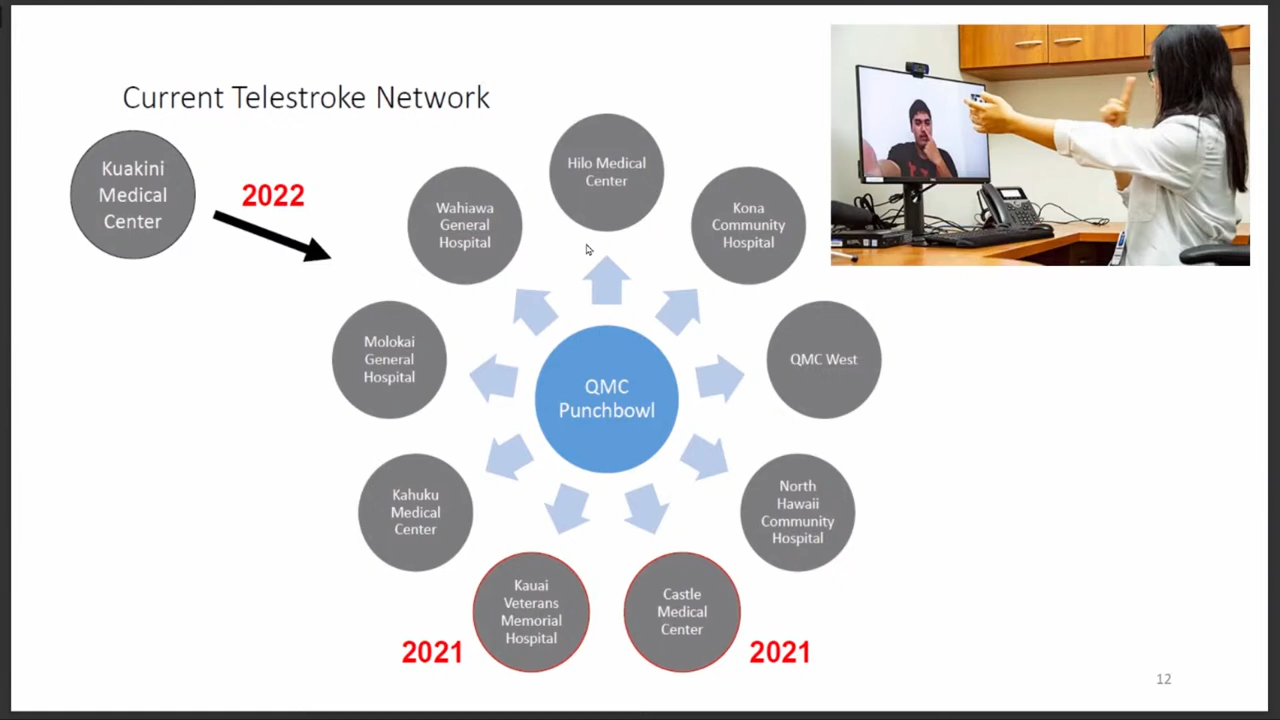 Current Telestroke Network
Kuakini
Medical
Center
2022
Wahiawa
General
Hospital
Hilo Medical
Center
Kona
Community
Hospital
Molokai
General
Hospital
QMC
Punchbowl
QMC West
Kahuku
Medical
Center
North
Hawaii
Community
Hospital
Kauai
Veterans
Memorial
Hospital
2021
Castle
Medical
Center
2021
12